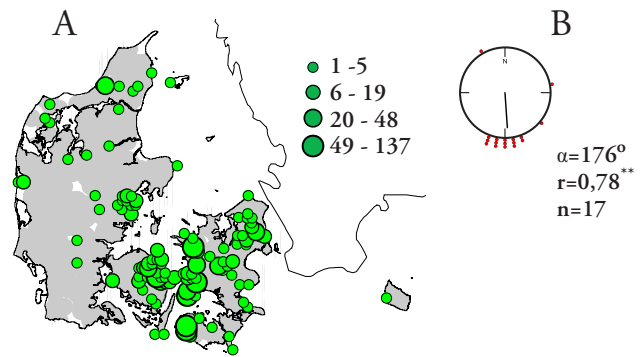 A
B
1 -5
6 - 19
20 - 48
49 - 137
N
α=176º
r=0,78**
n=17